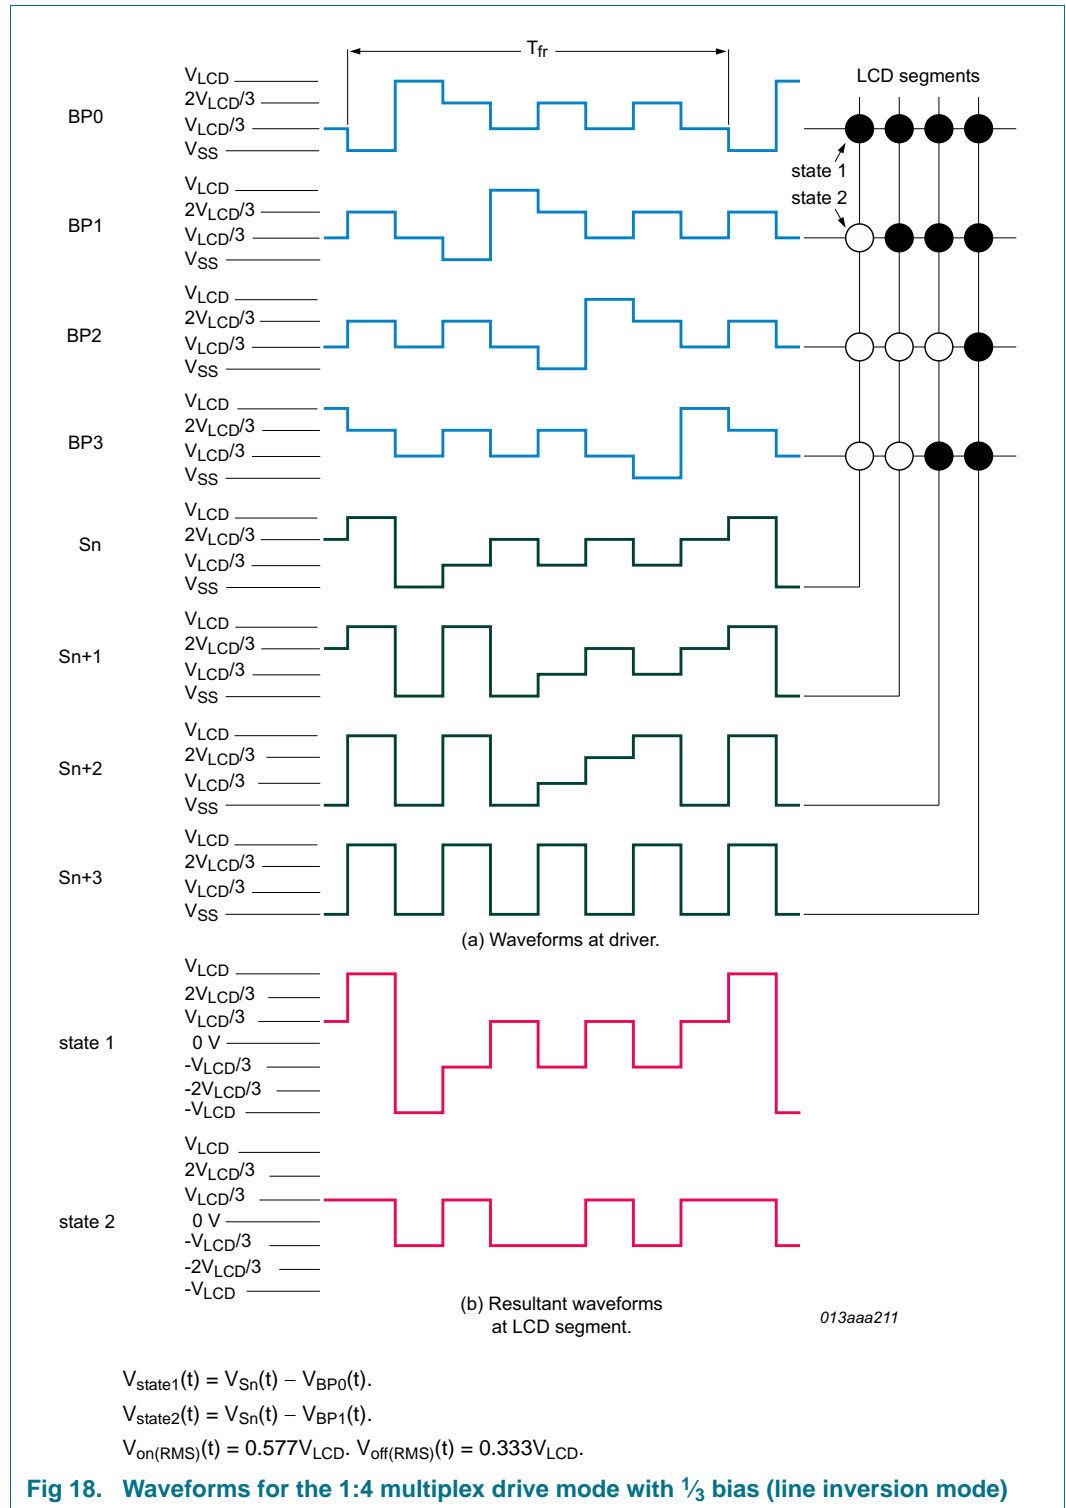 Tfr
VLCD
2VLCD/3
VLCD/3
VSS
BP0
LCD segments
state 1
state 2
VLCD
2VLCD/3
VLCD/3
VSS
BP1
VLCD
2VLCD/3
VLCD/3
VSS
BP2
VLCD
2VLCD/3
VLCD/3
VSS
BP3
VLCD
2VLCD/3
VLCD/3
VSS
Sn
VLCD
2VLCD/3
VLCD/3
VSS
Sn+1
VLCD
2VLCD/3
VLCD/3
VSS
Sn+2
VLCD
2VLCD/3
VLCD/3
VSS
Sn+3
(a) Waveforms at driver.
VLCD
2VLCD/3
VLCD/3
0 V
-VLCD/3
-2VLCD/3
-VLCD
state 1
VLCD
2VLCD/3
VLCD/3
0 V
-VLCD/3
-2VLCD/3
-VLCD
state 2
(b) Resultant waveforms
at LCD segment.
013aaa211
Vstate1(t) = VSn(t) − VBP0(t).
Vstate2(t) = VSn(t) − VBP1(t).
Von(RMS)(t) = 0.577VLCD. Voff(RMS)(t) = 0.333VLCD.
Fig 18. Waveforms for the 1:4 multiplex drive mode with 1⁄3 bias (line inversion mode)